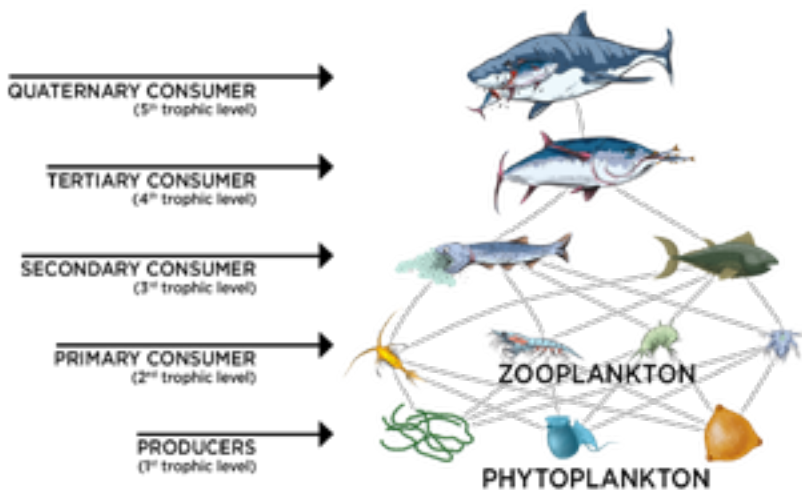 QUATERNARY CONSUMER
(5th trophic level)
TERTIARY CONSUMER
(4th trophic level)
SECONDARY CONSUMER
(3rd trophic level)
PRIMARY CONSUMER
(2nd trophic level)
ZOOPLANKTON
PRODUCERS
(1st trophic level)
PHYTOPLANKTON